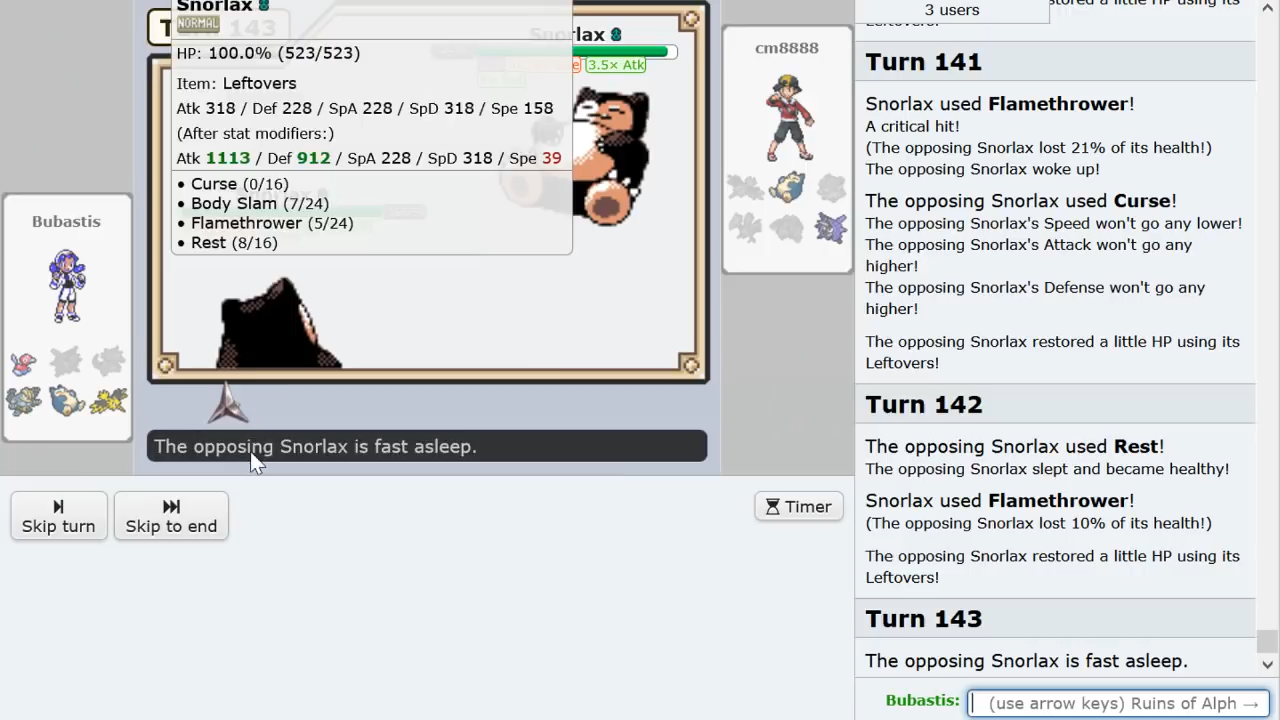 Snorlax
NORMAL
HP: 100.0% (523/523)
Item: Leftovers
Atk 318 / Def 228 / SpA 228 / SpD 318 / Spe 158
(After stat modifiers:)
Atk 1113 / Def 912 / SpA 228 / SpD 318 / Spe 39
• Curse (0/16)
• Body Slam (7/24)
• Flamethrower (5/24)
• Rest (8/16)
143
Snorlax
3.5× Atk
Bubastis
cm8888
The opposing Snorlax is fast asleep.
Skip turn
Skip to end
Timer
3 users
Leftovers!
Turn 141
Snorlax used Flamethrower!
A critical hit!
(The opposing Snorlax lost 21% of its health!)
The opposing Snorlax woke up!
The opposing Snorlax used Curse!
The opposing Snorlax's Speed won't go any lower!
The opposing Snorlax's Attack won't go any
higher!
The opposing Snorlax's Defense won't go any
higher!
The opposing Snorlax restored a little HP using its
Leftovers!
Turn 142
The opposing Snorlax used Rest!
The opposing Snorlax slept and became healthy!
Snorlax used Flamethrower!
(The opposing Snorlax lost 10% of its health!)
The opposing Snorlax restored a little HP using its
Leftovers!
Turn 143
The opposing Snorlax is fast asleep.
Bubastis:
(use arrow keys) Ruins of Alph →